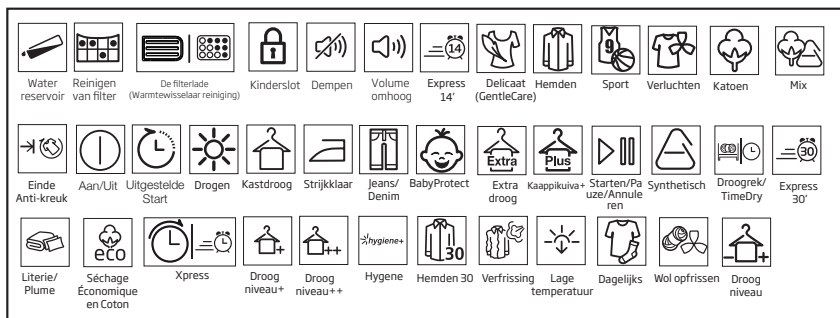 14
9
Water
reservoir
Reinigen
van filter
De filterlade
(Warmtewisselaar reiniging)
Kinderslot
Dempen
Volume
omhoog
Express
14'
Delicaat
(GentleCare)
Hemden
Sport
Verluchten
Katoen
Mix
Extra
Plus
30
Einde
Anti-kreuk
Aan/Uit
Uitgestelde
Start
Drogen
Kastdroog
Strijkklaar
Jeans/
Denim
BabyProtect
Extra
droog
Kaappikuiva+
Starten/Pa
uze/Annule
ren
Synthetisch
Droogrek/
TimeDry
Express
30'
eco
+
++
hygiene+
30
- +
Literie/
Plume
Séchage
Économique
en Coton
Xpress
Droog
niveau+
Droog
niveau++
Hygene
Hemden 30
Verfrissing
Lage
temperatuur
Dagelijks
Wol opfrissen
Droog
niveau